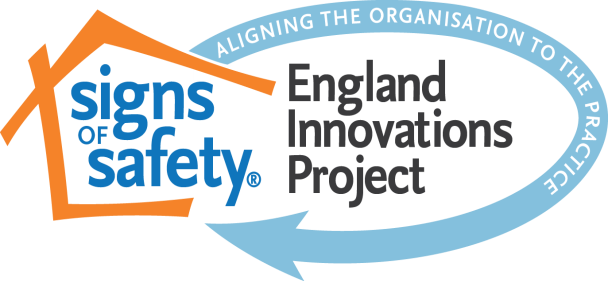 ALIGNING THE ORGANISATION TO THE PRACTICE
signs
OF
safety®
England
Innovations
Project